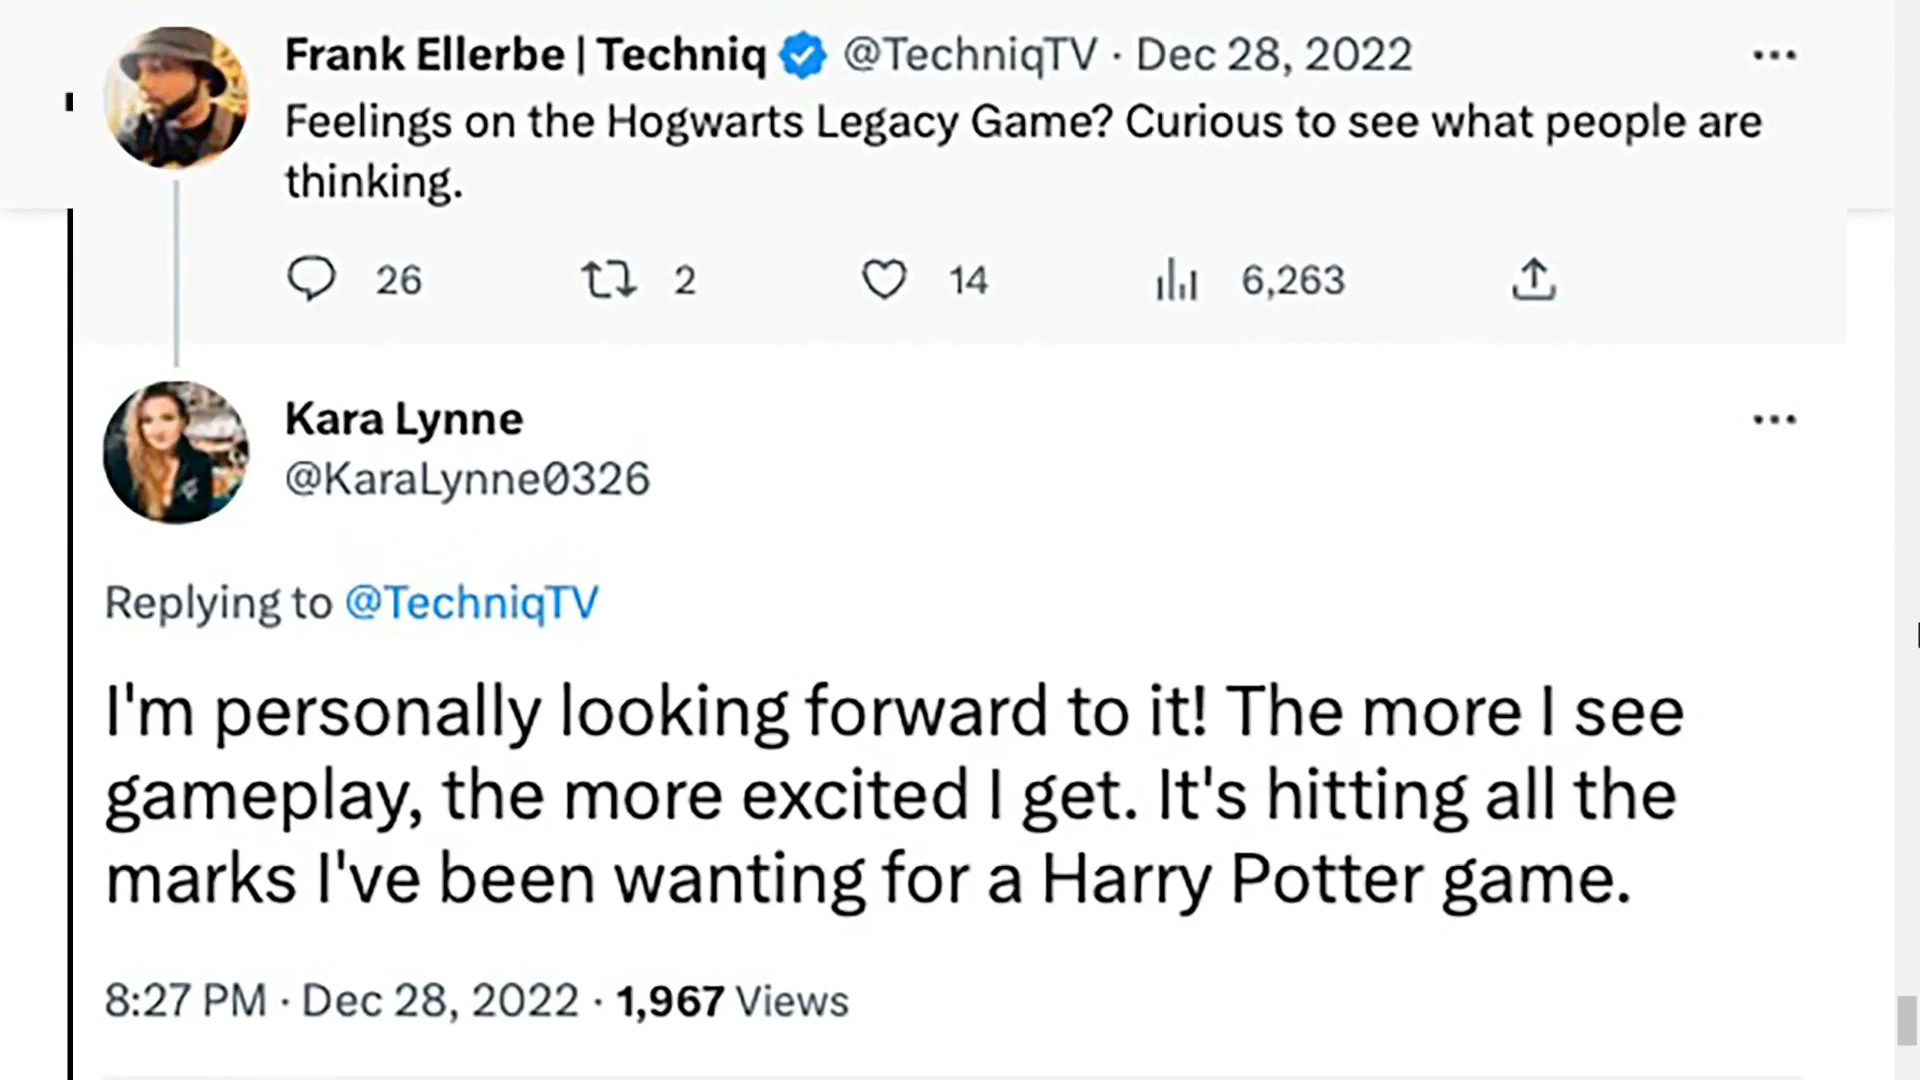 Frank Ellerbe | Techniq @TechniqTV · Dec 28, 2022
Feelings on the Hogwarts Legacy Game? Curious to see what people are
thinking.
26 2 14 6,263
Kara Lynne
@KaraLynne0326
Replying to @TechniqTV
I'm personally looking forward to it! The more I see
gameplay, the more excited I get. It's hitting all the
marks I've been wanting for a Harry Potter game.
8:27 PM · Dec 28, 2022 · 1,967 Views